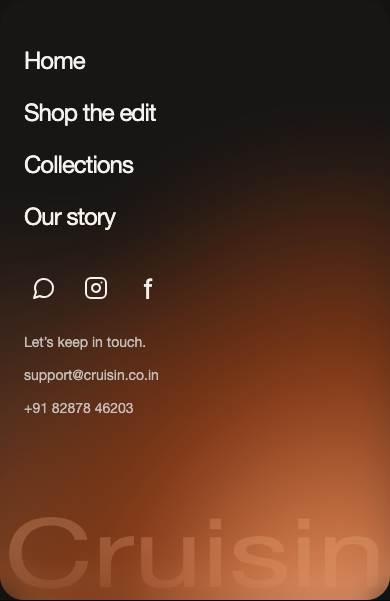 Home
Shop the edit
Collections
Our story
f
Let's keep in touch.
support@cruisin.co.in
+91 82878 46203
Cruisin